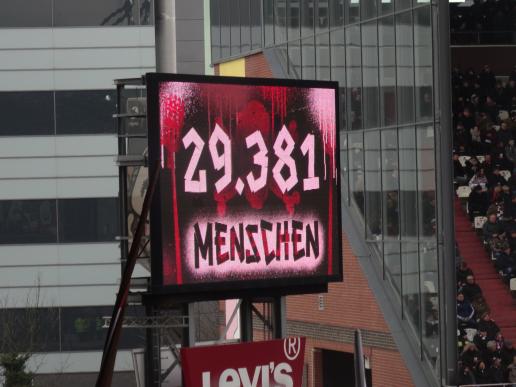 29.381
MENSCHEN
LEVI'S®